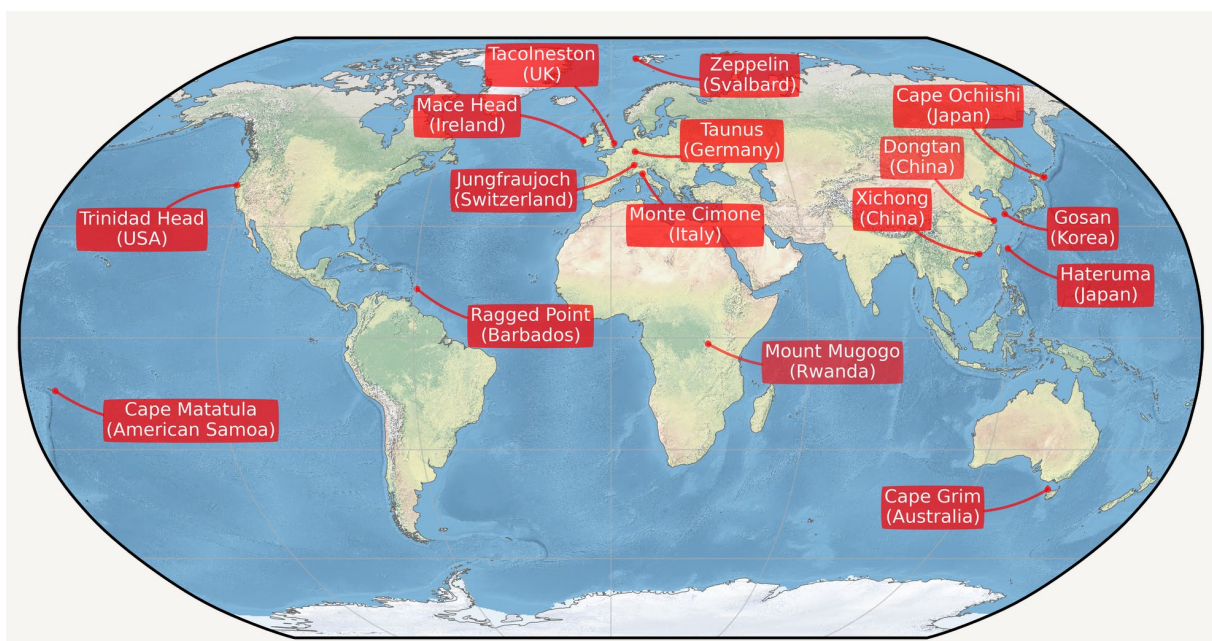 Tacolneston
(UK)
Zeppelin
(Svalbard)
Mace Head
(Ireland)
Cape Ochiishi
(Japan)
Taunus
(Germany)
Dongtan
(China)
Jungfraujoch
(Switzerland)
Xichong
(China)
Trinidad Head
(USA)
Monte Cimone
(Italy)
Gosan
(Korea)
Hateruma
(Japan)
Ragged Point
(Barbados)
Mount Mugogo
(Rwanda)
Cape Matatula
(American Samoa)
Cape Grim
(Australia)